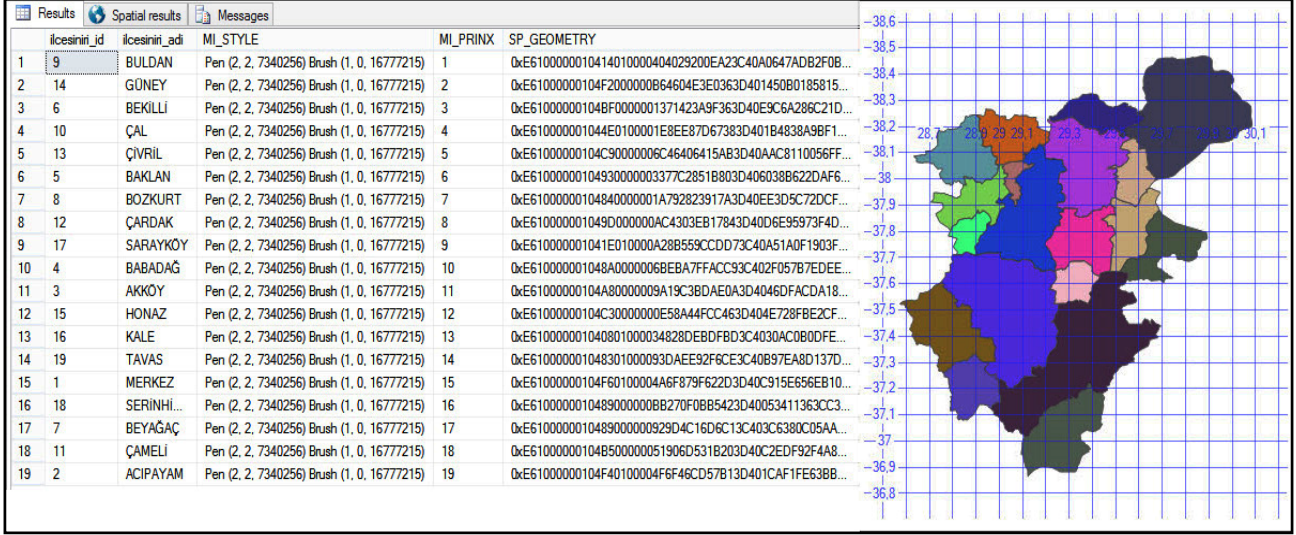 Results Spatial results Messages
ilcesiniri_id ilcesiniri_adi MI_STYLE MI_PRINX SP_GEOMETRY
1 9 BULDAN Pen (2, 2, 7340256) Brush (1, 0, 16777215) 1 0xE6100000010414010000404029200EA23C40A0647ADB2F0B...
2 14 GÜNEY Pen (2, 2, 7340256) Brush (1, 0, 16777215) 2 0xE61000000104F2000000B64604E3E0363D401450B0185815...
3 6 BEKİLLİ Pen (2, 2, 7340256) Brush (1, 0, 16777215) 3 0xE61000000104BF0000001371423A9F363D40E9C6A286C21D...
4 10 ÇAL Pen (2, 2, 7340256) Brush (1, 0, 16777215) 4 0xE610000001044E0100001E8EE87D67383D401B4838A9BF1...
5 13 ÇİVRİL Pen (2, 2, 7340256) Brush (1, 0, 16777215) 5 0xE61000000104C90000006C46406415AB3D40AAC8110056FF...
6 5 BAKLAN Pen (2, 2, 7340256) Brush (1, 0, 16777215) 6 0xE61000000104930000003377C2851B803D406038B622DAF6...
7 8 BOZKURT Pen (2, 2, 7340256) Brush (1, 0, 16777215) 7 0xE61000000104840000001A792823917A3D40EE3D5C72DCF...
8 12 ÇARDAK Pen (2, 2, 7340256) Brush (1, 0, 16777215) 8 0xE610000001049D000000AC4303EB17843D40D6E95973F4D...
9 17 SARAYKÖY Pen (2, 2, 7340256) Brush (1, 0, 16777215) 9 0xE610000001041E010000A28B559CCDD73C40A51A0F1903F...
10 4 BABADAĞ Pen (2, 2, 7340256) Brush (1, 0, 16777215) 10 0xE610000001048A0000006BEBA7FFACC93C402F057B7EDEE...
11 3 AKKÖY Pen (2, 2, 7340256) Brush (1, 0, 16777215) 11 0xE61000000104A80000009A19C3BDAE0A3D4046DFACDA18...
12 15 HONAZ Pen (2, 2, 7340256) Brush (1, 0, 16777215) 12 0xE61000000104C30000000E58A44FCC463D404E728FBE2CF...
13 16 KALE Pen (2, 2, 7340256) Brush (1, 0, 16777215) 13 0xE610000001040801000034828DEBDFBD3C4030AC0B0DFE...
14 19 TAVAS Pen (2, 2, 7340256) Brush (1, 0, 16777215) 14 0xE610000001048301000093DAEE92F6CE3C40B97EA8D137D...
15 1 MERKEZ Pen (2, 2, 7340256) Brush (1, 0, 16777215) 15 0xE61000000104F60100004A6F879F622D3D40C915E656EB10...
16 18 SERİNHİ... Pen (2, 2, 7340256) Brush (1, 0, 16777215) 16 0xE6100000010489000000BB270F0BB5423D40053411363CC3...
17 7 BEYAĞAÇ Pen (2, 2, 7340256) Brush (1, 0, 16777215) 17 0xE6100000010489000000929D4C16D6C13C403C6380C05AA...
18 11 ÇAMELİ Pen (2, 2, 7340256) Brush (1, 0, 16777215) 18 0xE61000000104B500000051906D531B203D40C2EDF92F4A8...
19 2 ACIPAYAM Pen (2, 2, 7340256) Brush (1, 0, 16777215) 19 0xE61000000104F40100004F6F46CD57B13D401CAF1FE63BB...
-38,6
-38,5
-38,4
-38,3
-38,2
28,7 28,9 29 29,1 29,3 30,1
-38,1
-38
-37,9
-37,8
-37,7
-37,6
-37,5
-37,4
-37,3
-37,2
-37,1
-37
-36,9
-36,8